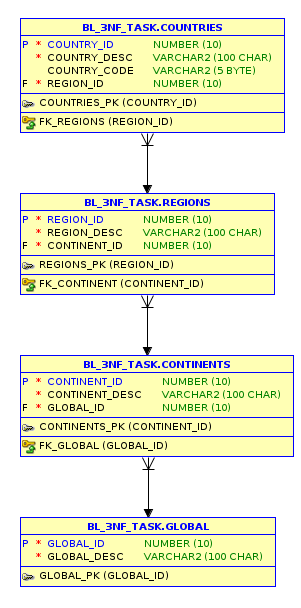 BL_3NF_TASK.COUNTRIES
P * COUNTRY_ID NUMBER (10)
* COUNTRY_DESC VARCHAR2 (100 CHAR)
COUNTRY_CODE VARCHAR2 (5 BYTE)
F * REGION_ID NUMBER (10)
COUNTRIES_PK (COUNTRY_ID)
FK_REGIONS (REGION_ID)
BL_3NF_TASK.REGIONS
P * REGION_ID NUMBER (10)
* REGION_DESC VARCHAR2 (100 CHAR)
F * CONTINENT_ID NUMBER (10)
REGIONS_PK (REGION_ID)
FK_CONTINENT (CONTINENT_ID)
BL_3NF_TASK.CONTINENTS
P * CONTINENT_ID NUMBER (10)
* CONTINENT_DESC VARCHAR2 (100 CHAR)
F * GLOBAL_ID NUMBER (10)
CONTINENTS_PK (CONTINENT_ID)
FK_GLOBAL (GLOBAL_ID)
BL_3NF_TASK.GLOBAL
P * GLOBAL_ID NUMBER (10)
* GLOBAL_DESC VARCHAR2 (100 CHAR)
GLOBAL_PK (GLOBAL_ID)